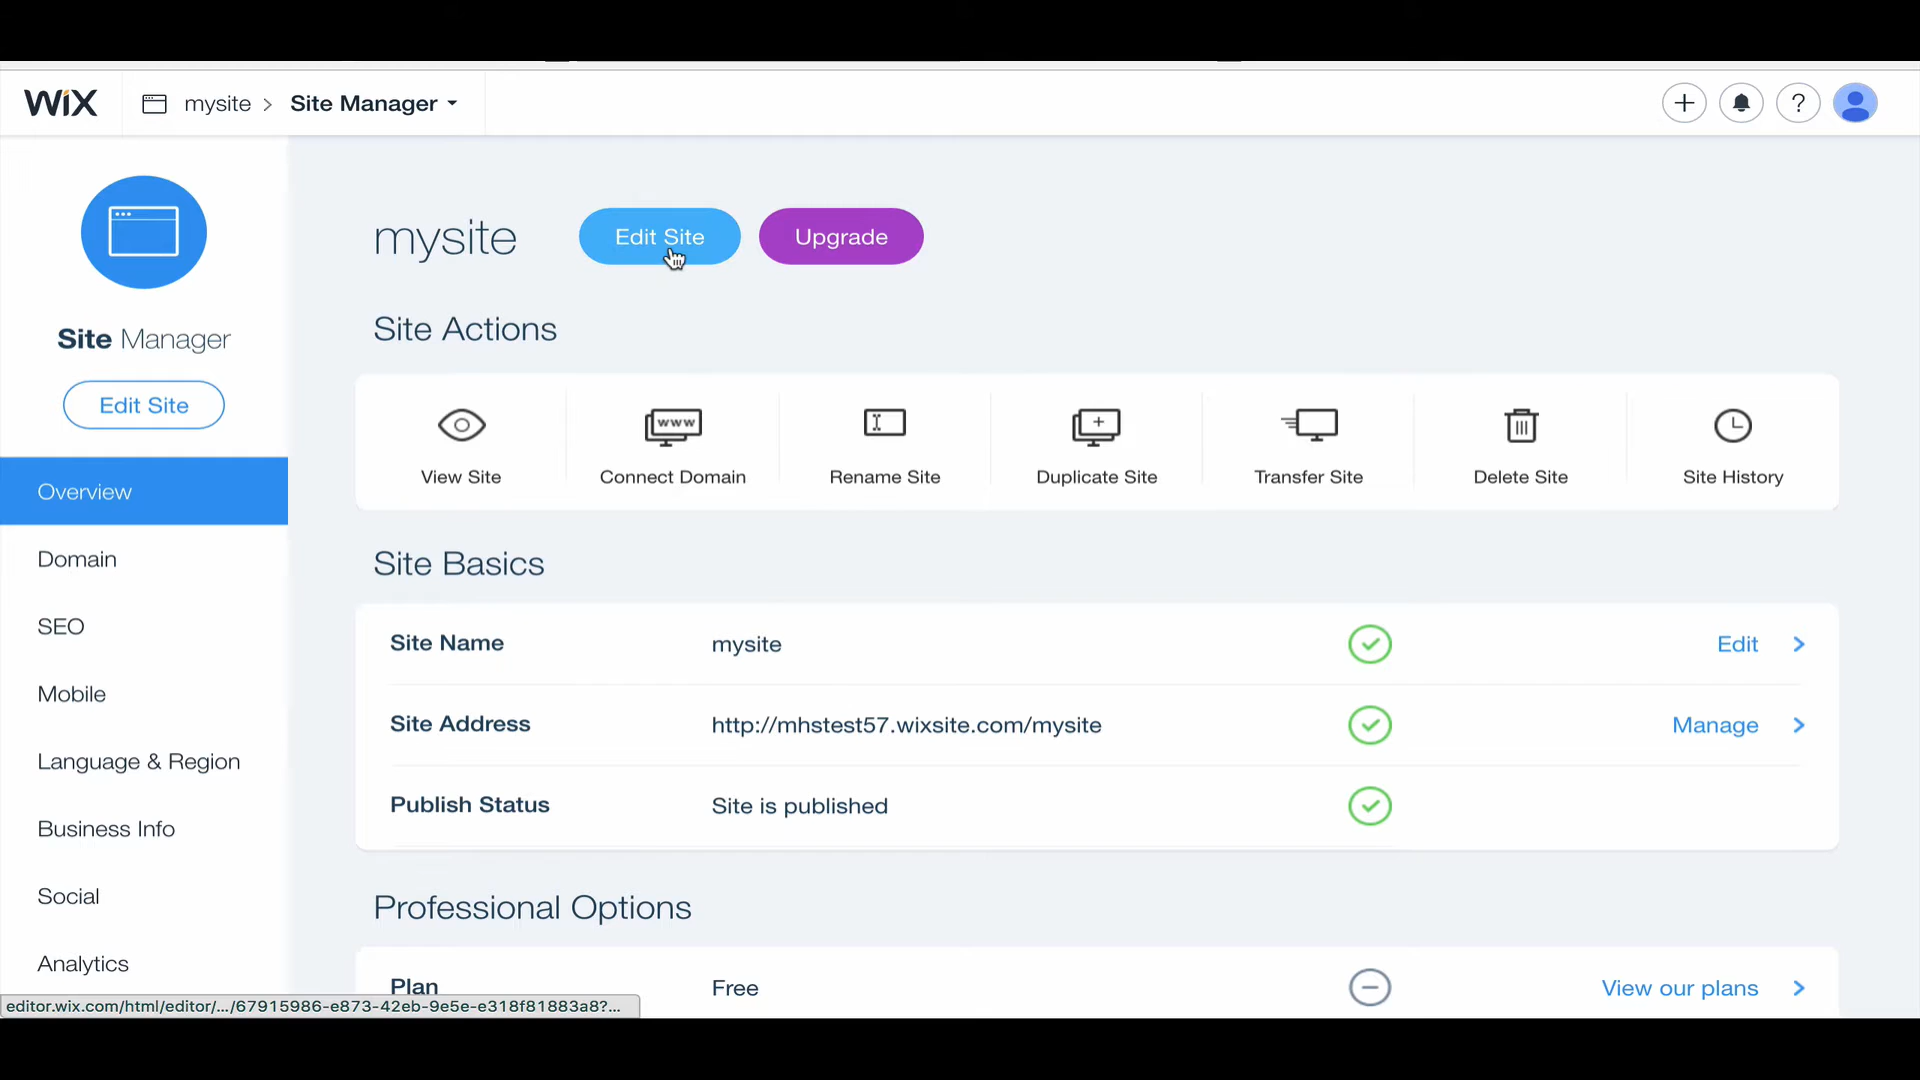 WiX
mysite > Site Manager
?
mysite
Edit Site
Upgrade
Site Manager
Edit Site
Overview
Domain
SEO
Mobile
Language & Region
Business Info
Social
Analytics
Site Actions
View Site
www
Connect Domain
Rename Site
Duplicate Site
Transfer Site
Delete Site
Site History
Site Basics
Site Name mysite Edit >
Site Address http://mhstest57.wixsite.com/mysite Manage >
Publish Status Site is published
Professional Options
Plan Free View our plans >
editor.wix.com/html/editor/.../67915986-e873-42eb-9e5e-e318f81883a8?...